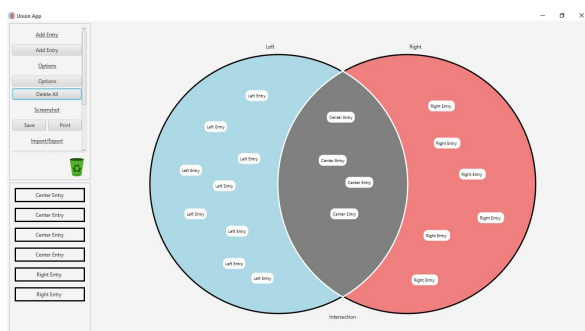 Union App
Add Entry
Add Entry
Options
Options
Delete All
Screenshot
Save Print
Import/Export
Center Entry
Center Entry
Center Entry
Center Entry
Right Entry
Right Entry
Left Right
Left Entry
Left Entry
Left Entry
Left Entry
Left Entry
Left Entry
Left Entry
Left Entry
Left Entry
Center Entry
Center Entry
Center Entry
Center Entry
Right Entry
Right Entry
Right Entry
Right Entry
Right Entry
Right Entry
Intersection